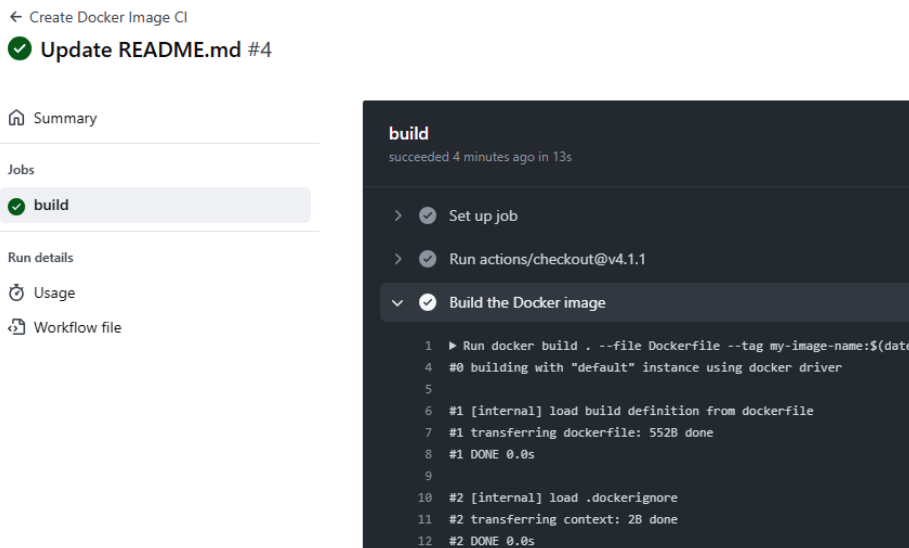 ← Create Docker Image CI
Update README.md #4
Summary
Jobs
build
Run details
Usage
Workflow file
build
succeeded 4 minutes ago in 13s
Set up job
Run actions/checkout@v4.1.1
Build the Docker image
1 ▶ Run docker build . --file Dockerfile --tag my-image-name:$(date
4 #0 building with "default" instance using docker driver
5
6 #1 [internal] load build definition from dockerfile
7 #1 transferring dockerfile: 552B done
8 #1 DONE 0.0s
9
10 #2 [internal] load .dockerignore
11 #2 transferring context: 2B done
12 #2 DONE 0.0s